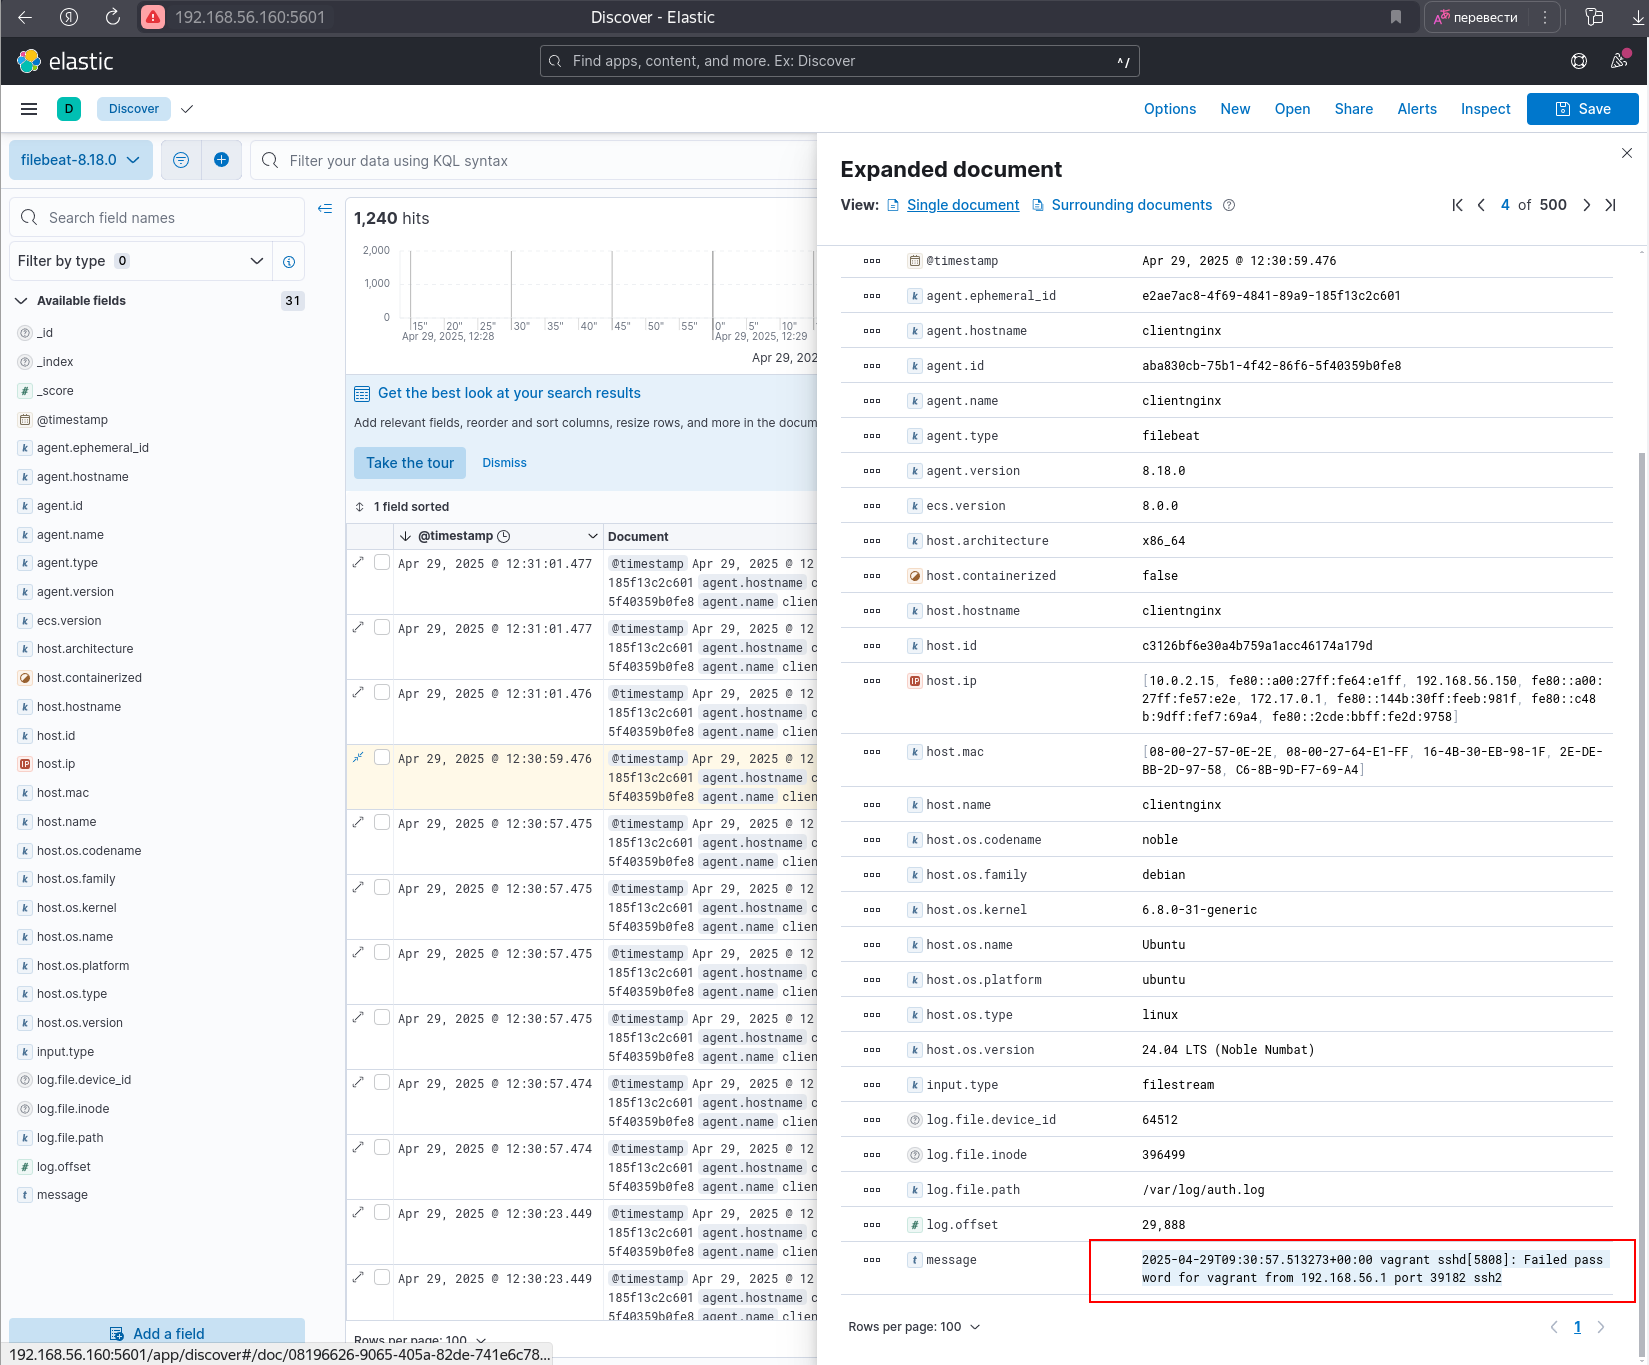 192.168.56.160:5601
Discover - Elastic
перевести
elastic
Find apps, content, and more. Ex: Discover
^/
D
Discover
Options
New
Open
Share
Alerts
Inspect
Save
filebeat-8.18.0
Filter your data using KQL syntax
Search field names
Filter by type 0
Available fields
31
_id
_index
_score
@timestamp
agent.ephemeral_id
agent.hostname
agent.id
agent.name
agent.type
agent.version
ecs.version
host.architecture
host.containerized
host.hostname
host.id
host.ip
host.mac
host.name
host.os.codename
host.os.family
host.os.kernel
host.os.name
host.os.platform
host.os.type
host.os.version
input.type
log.file.device_id
log.file.inode
log.file.path
log.offset
message
Add a field
192.168.56.160:5601/app/discover#/doc/08196626-9065-405a-82de-741e6c78...
1,240 hits
2,000
1,000
0
15" 20" 25" 30" 35" 40" 45" 50" 55" 0" 5" 10"
Apr 29, 2025, 12:28
Apr 29, 2025, 12:29
Apr 29, 202
Get the best look at your search results
Add relevant fields, reorder and sort columns, resize rows, and more in the docum
Take the tour
Dismiss
1 field sorted
@timestamp
Document
Apr 29, 2025 @ 12:31:01.477
@timestamp Apr 29, 2025 @ 12
185f13c2c601 agent.hostname c
5f40359b0fe8 agent.name clien
Apr 29, 2025 @ 12:31:01.477
@timestamp Apr 29, 2025 @ 12
185f13c2c601 agent.hostname c
5f40359b0fe8 agent.name clien
Apr 29, 2025 @ 12:31:01.476
@timestamp Apr 29, 2025 @ 12
185f13c2c601 agent.hostname c
5f40359b0fe8 agent.name clien
Apr 29, 2025 @ 12:30:59.476
@timestamp Apr 29, 2025 @ 12
185f13c2c601 agent.hostname c
5f40359b0fe8 agent.name clien
Apr 29, 2025 @ 12:30:57.475
@timestamp Apr 29, 2025 @ 12
185f13c2c601 agent.hostname c
5f40359b0fe8 agent.name clien
Apr 29, 2025 @ 12:30:57.475
@timestamp Apr 29, 2025 @ 12
185f13c2c601 agent.hostname c
5f40359b0fe8 agent.name clien
Apr 29, 2025 @ 12:30:57.475
@timestamp Apr 29, 2025 @ 12
185f13c2c601 agent.hostname c
5f40359b0fe8 agent.name clien
Apr 29, 2025 @ 12:30:57.475
@timestamp Apr 29, 2025 @ 12
185f13c2c601 agent.hostname c
5f40359b0fe8 agent.name clien
Apr 29, 2025 @ 12:30:57.474
@timestamp Apr 29, 2025 @ 12
185f13c2c601 agent.hostname c
5f40359b0fe8 agent.name clien
Apr 29, 2025 @ 12:30:57.474
@timestamp Apr 29, 2025 @ 12
185f13c2c601 agent.hostname c
5f40359b0fe8 agent.name clien
Apr 29, 2025 @ 12:30:23.449
@timestamp Apr 29, 2025 @ 12
185f13c2c601 agent.hostname c
5f40359b0fe8 agent.name clien
Apr 29, 2025 @ 12:30:23.449
@timestamp Apr 29, 2025 @ 12
185f13c2c601 agent.hostname c
5f40359b0fe8 agent.name clien
Rows per page: 100
Expanded document
View: Single document Surrounding documents
4 of 500
@timestamp Apr 29, 2025 @ 12:30:59.476
agent.ephemeral_id e2ae7ac8-4f69-4841-89a9-185f13c2c601
agent.hostname clientnginx
agent.id aba830cb-75b1-4f42-86f6-5f40359b0fe8
agent.name clientnginx
agent.type filebeat
agent.version 8.18.0
ecs.version 8.0.0
host.architecture x86_64
host.containerized false
host.hostname clientnginx
host.id c3126bf6e30a4b759a1acc46174a179d
host.ip [10.0.2.15, fe80::a00:27ff:fe64:e1ff, 192.168.56.150, fe80::a00:
27ff:fe57:e2e, 172.17.0.1, fe80::144b:30ff:feeb:981f, fe80::c48
b:9dff:fef7:69a4, fe80::2cde:bbff:fe2d:9758]
host.mac [08-00-27-57-0E-2E, 08-00-27-64-E1-FF, 16-4B-30-EB-98-1F, 2E-DE-
BB-2D-97-58, C6-8B-9D-F7-69-A4]
host.name clientnginx
host.os.codename noble
host.os.family debian
host.os.kernel 6.8.0-31-generic
host.os.name Ubuntu
host.os.platform ubuntu
host.os.type linux
host.os.version 24.04 LTS (Noble Numbat)
input.type filestream
log.file.device_id 64512
log.file.inode 396499
log.file.path /var/log/auth.log
log.offset 29,888
message 2025-04-29T09:30:57.513273+00:00 vagrant sshd[5808]: Failed pass
word for vagrant from 192.168.56.1 port 39182 ssh2
Rows per page: 100
1